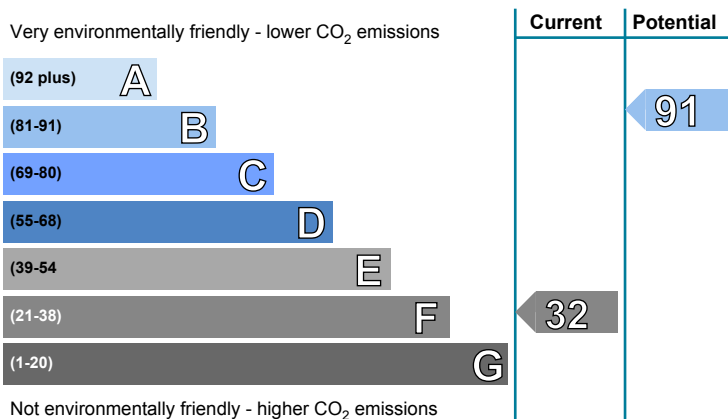 Current Potential
Very environmentally friendly - lower CO2 emissions
(92 plus) A
91
(81-91) B
(69-80) C
(55-68) D
(39-54 E
(21-38) F 32
(1-20) G
Not environmentally friendly - higher CO2 emissions